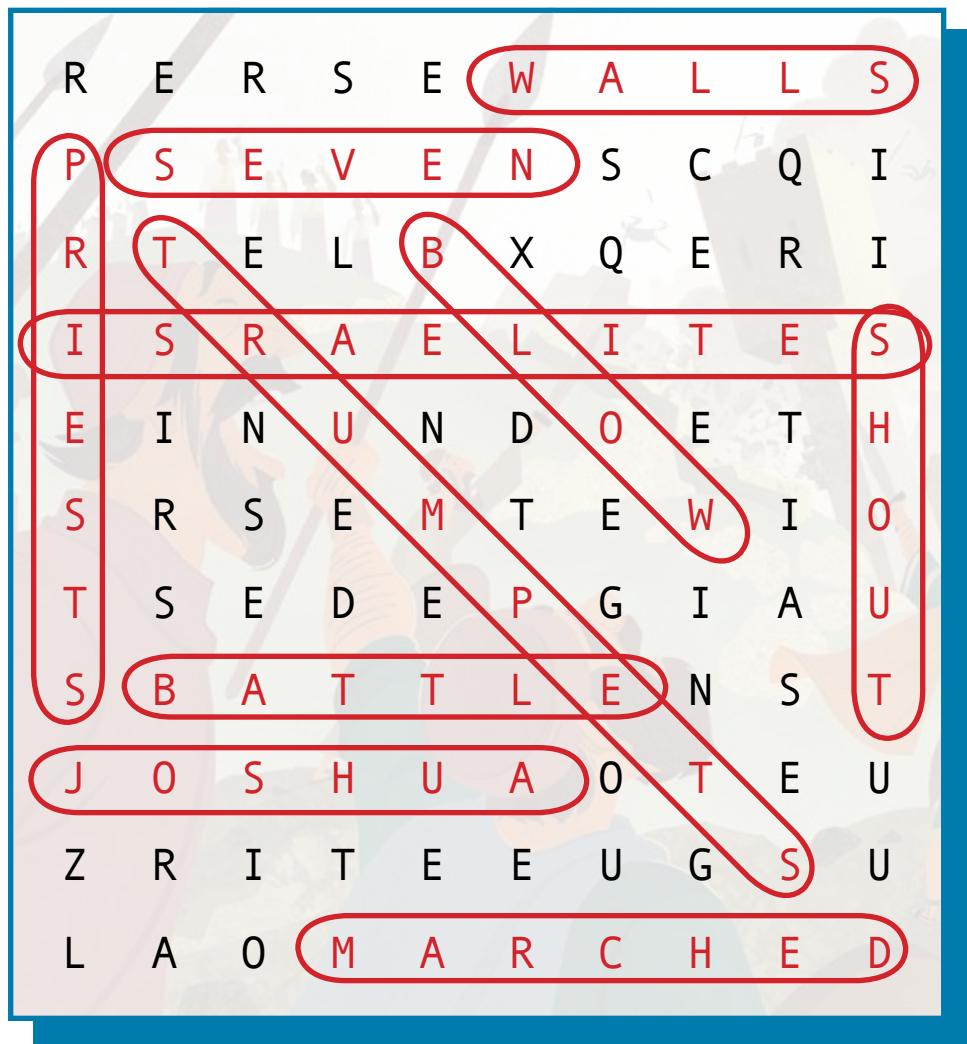 R E R S E W A L L S
P S E V E N S C Q I
R T E L B X Q E R I
I S R A E L I T E S
E I N U N D O E T H
S R S E M T E W I O
T S E D E P G I A U
S B A T T L E N S T
J O S H U A O T E U
Z R I T E E U G S U
L A O M A R C H E D